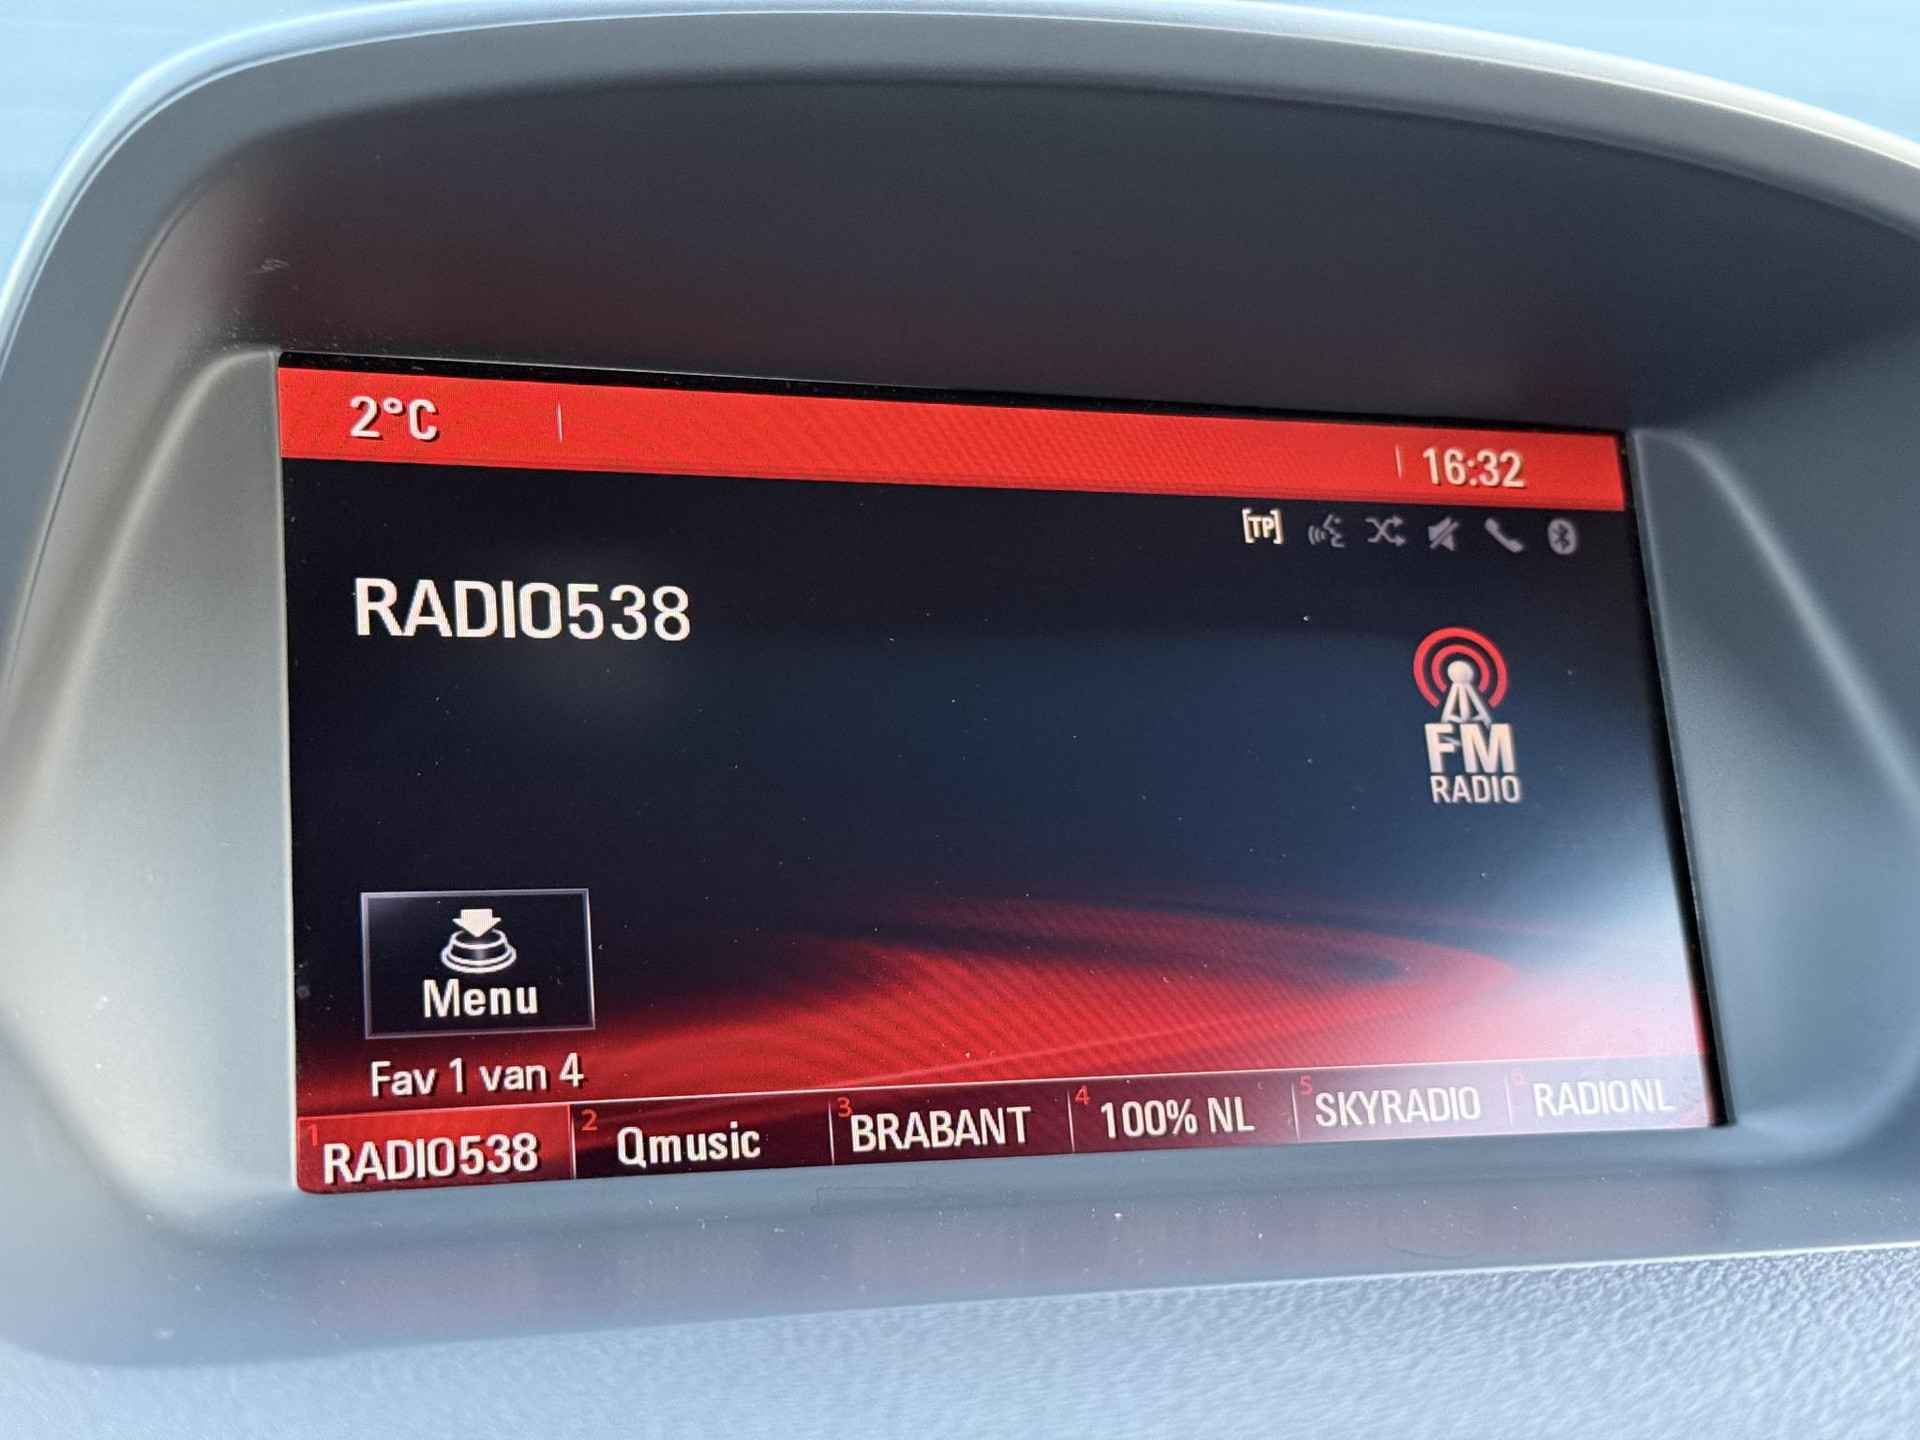 2°C
16:32
[TP]
RADIO538
FM
RADIO
Menu
Fav 1 van 4
1 RADIO538 2 Qmusic 3 BRABANT 4 100% NL 5 SKYRADIO 6 RADIONL